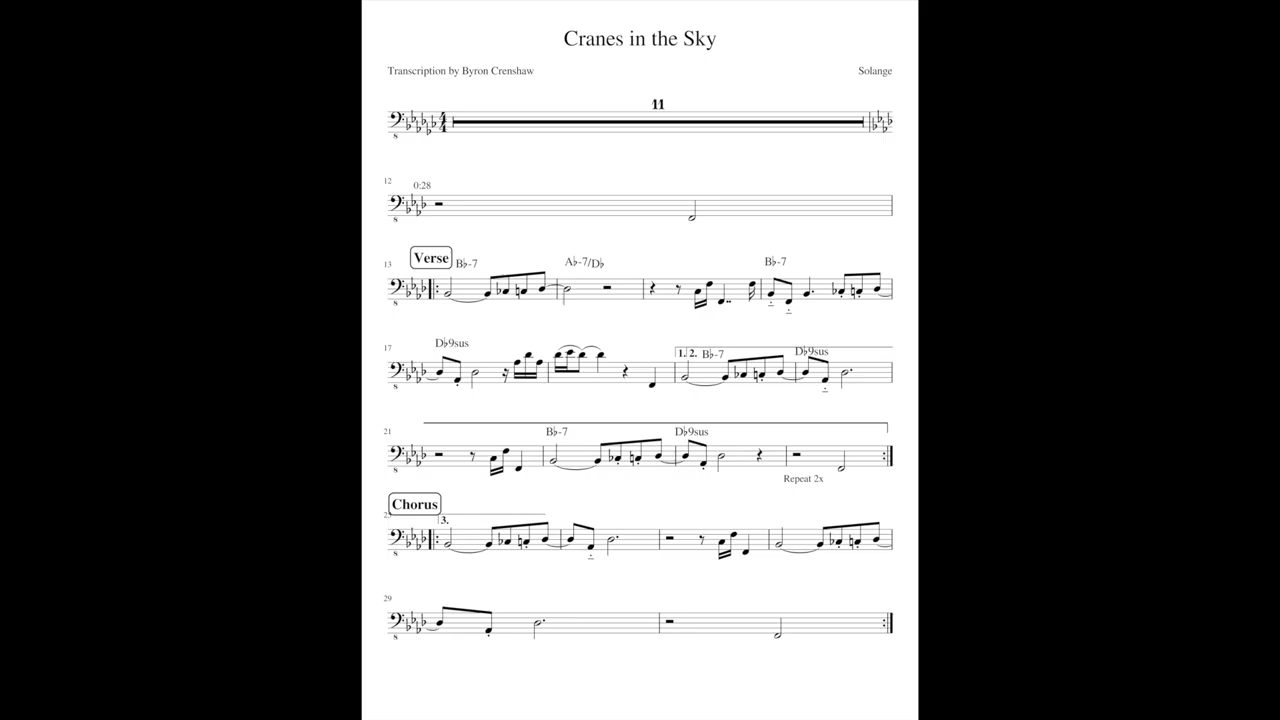 Cranes in the Sky
Transcription by Byron Crenshaw Solange
11
12 0:28
13 Verse B♭-7 A♭-7/D♭ B♭-7
17 D♭9sus 1. 2. B♭-7 D♭9sus
21 B♭-7 D♭9sus
Repeat 2x
Chorus
25 3.
29